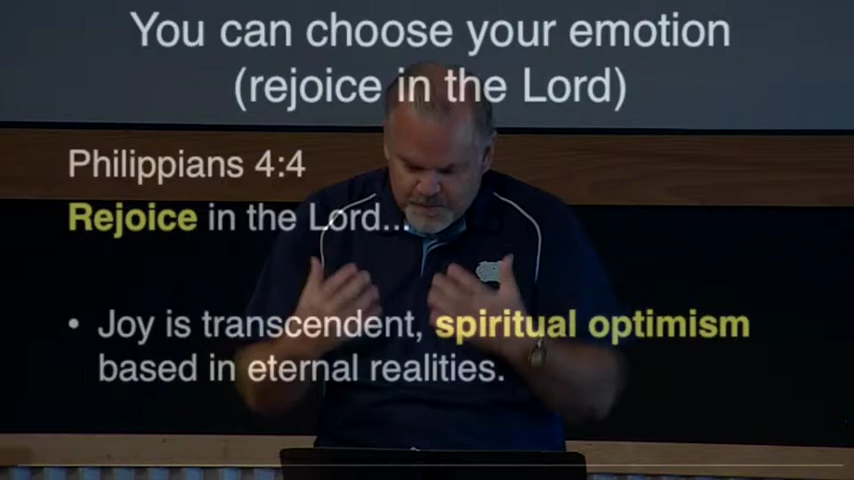 You can choose your emotion
(rejoice in the Lord)
Philippians 4:4
Rejoice in the Lord...
• Joy is transcendent, spiritual optimism
based in eternal realities.